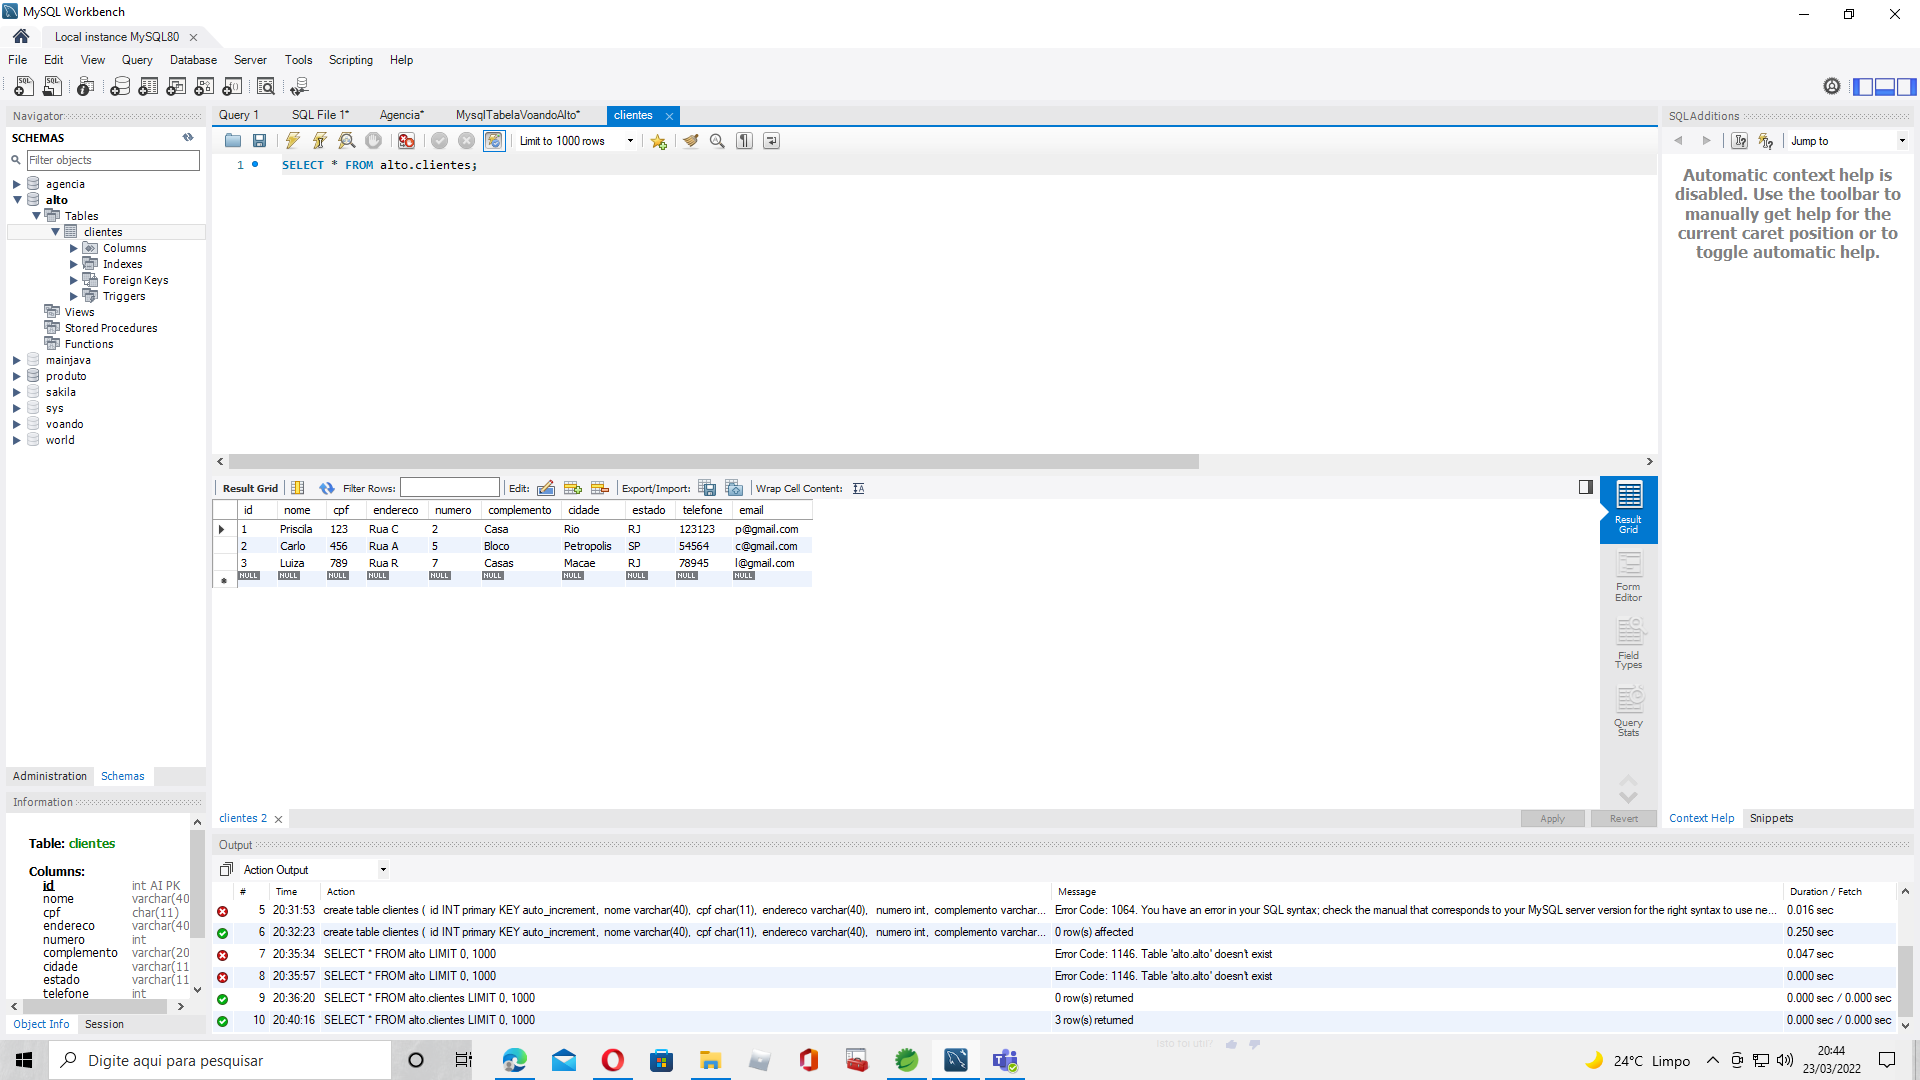 MySQL Workbench
Local instance MySQL80
File Edit View Query Database Server Tools Scripting Help
Navigator
SCHEMAS
Filter objects
agencia
alto
Tables
clientes
Columns
Indexes
Foreign Keys
Triggers
Views
Stored Procedures
Functions
mainjava
produto
sakila
sys
voando
world
Administration Schemas
Information
Table: clientes
Columns:
id int AI PK
nome varchar(40
cpf char(11)
endereco varchar(40
numero int
complemento varchar(20
cidade varchar(11
estado varchar(11
telefone int
Object Info Session
Query 1 SQL File 1* Agencia* MysqlTabelaVoandoAlto* clientes
Limit to 1000 rows
1 SELECT * FROM alto.clientes;
Result Grid Filter Rows: Edit: Export/Import: Wrap Cell Content:
id nome cpf endereco numero complemento cidade estado telefone email
1 Priscila 123 Rua C 2 Casa Rio RJ 123123 p@gmail.com
2 Carlo 456 Rua A 5 Bloco Petropolis SP 54564 c@gmail.com
3 Luiza 789 Rua R 7 Casas Macae RJ 78945 l@gmail.com
NULL NULL NULL NULL NULL NULL NULL NULL NULL NULL
Result
Grid
Form
Editor
Field
Types
Query
Stats
clientes 2
Apply Revert
SQLAdditions
Jump to
Automatic context help is
disabled. Use the toolbar to
manually get help for the
current caret position or to
toggle automatic help.
Context Help Snippets
Output
Action Output
# Time Action Message Duration / Fetch
5 20:31:53 create table clientes ( id INT primary KEY auto_increment, nome varchar(40), cpf char(11), endereco varchar(40), numero int, complemento varchar... Error Code: 1064. You have an error in your SQL syntax; check the manual that corresponds to your MySQL server version for the right syntax to use ne... 0.016 sec
6 20:32:23 create table clientes ( id INT primary KEY auto_increment, nome varchar(40), cpf char(11), endereco varchar(40), numero int, complemento varchar... 0 row(s) affected 0.250 sec
7 20:35:34 SELECT * FROM alto LIMIT 0, 1000 Error Code: 1146. Table 'alto.alto' doesn't exist 0.047 sec
8 20:35:57 SELECT * FROM alto LIMIT 0, 1000 Error Code: 1146. Table 'alto.alto' doesn't exist 0.000 sec
9 20:36:20 SELECT * FROM alto.clientes LIMIT 0, 1000 0 row(s) returned 0.000 sec / 0.000 sec
10 20:40:16 SELECT * FROM alto.clientes LIMIT 0, 1000 3 row(s) returned 0.000 sec / 0.000 sec
Isto foi útil?
Digite aqui para pesquisar
24°C Limpo
20:44
23/03/2022